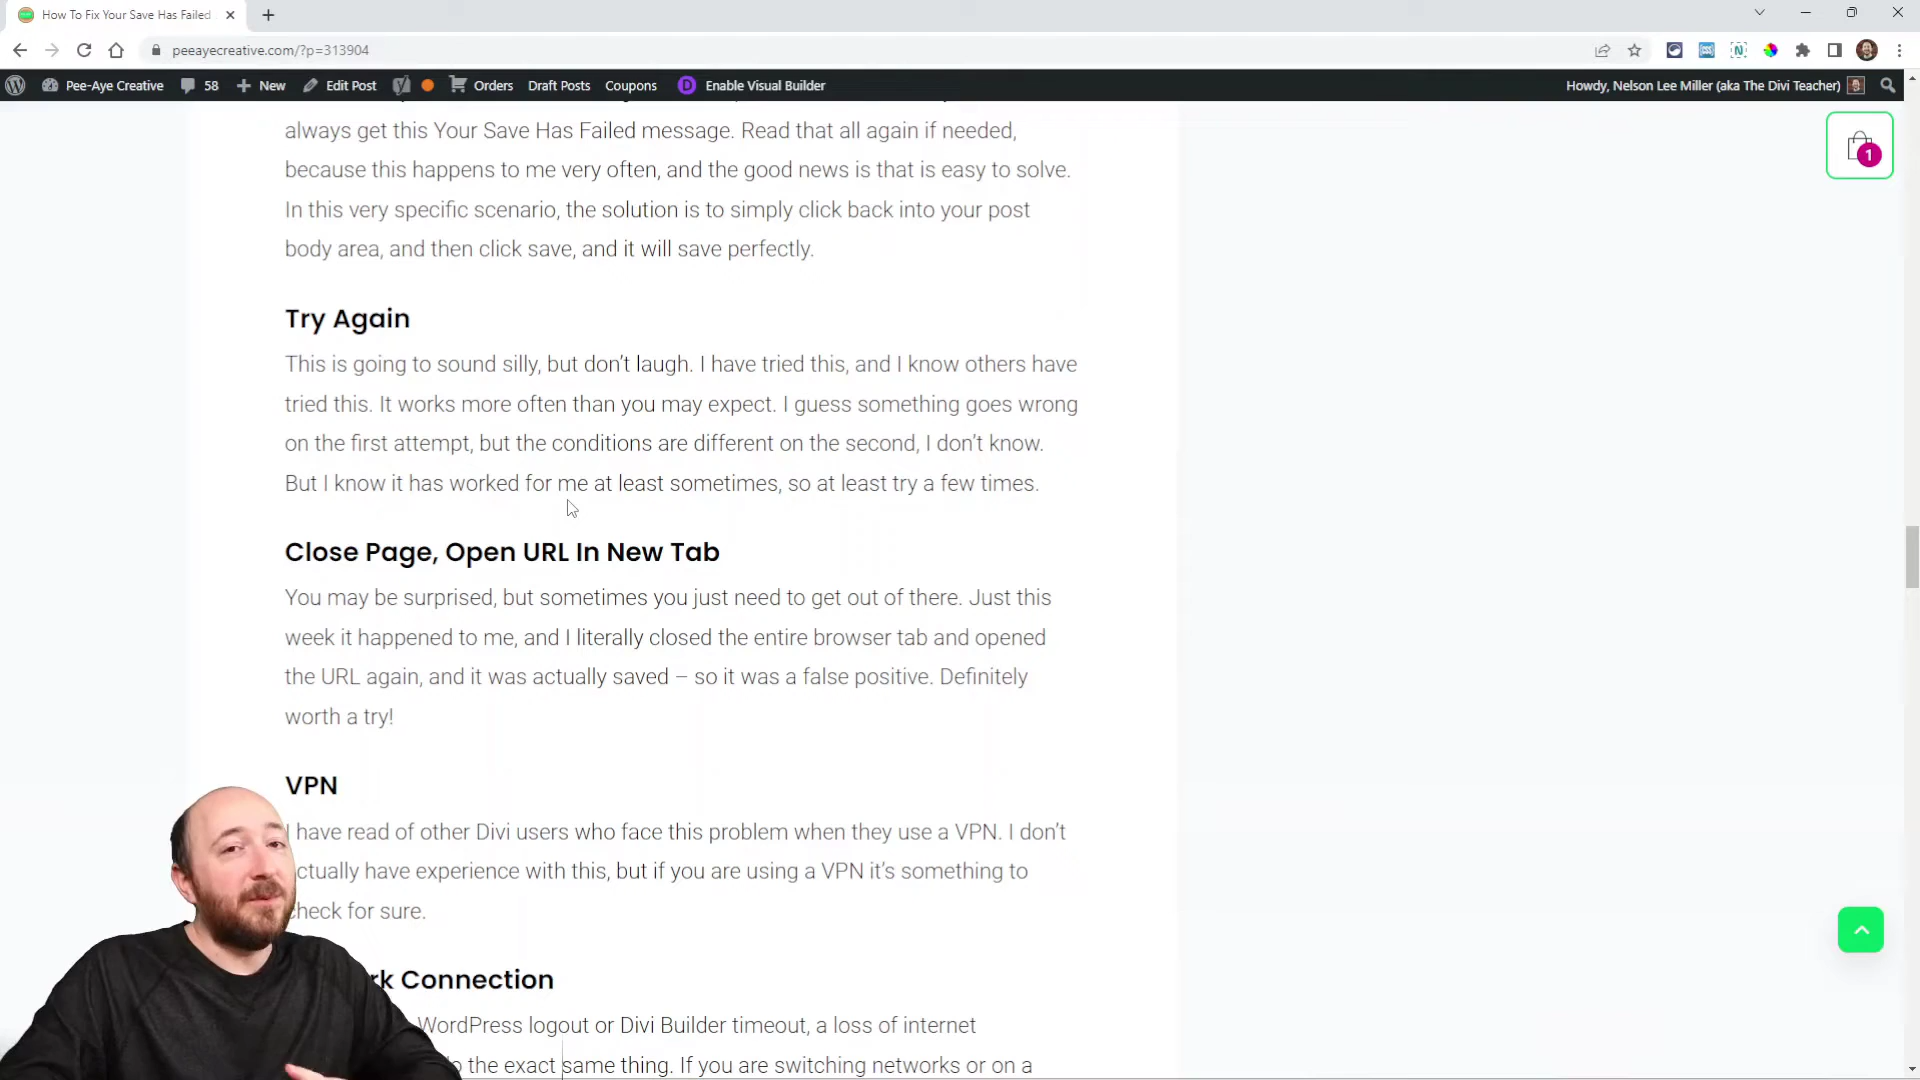 How To Fix Your Save Has Failed
peeayecreative.com/?p=313904
Pee-Aye Creative 58 New Edit Post Orders Draft Posts Coupons D Enable Visual Builder Howdy, Nelson Lee Miller (aka The Divi Teacher)
1
always get this Your Save Has Failed message. Read that all again if needed,
because this happens to me very often, and the good news is that is easy to solve.
In this very specific scenario, the solution is to simply click back into your post
body area, and then click save, and it will save perfectly.
Try Again
This is going to sound silly, but don't laugh. I have tried this, and I know others have
tried this. It works more often than you may expect. I guess something goes wrong
on the first attempt, but the conditions are different on the second, I don't know.
But I know it has worked for me at least sometimes, so at least try a few times.
Close Page, Open URL In New Tab
You may be surprised, but sometimes you just need to get out of there. Just this
week it happened to me, and I literally closed the entire browser tab and opened
the URL again, and it was actually saved – so it was a false positive. Definitely
worth a try!
VPN
I have read of other Divi users who face this problem when they use a VPN. I don't
ctually have experience with this, but if you are using a VPN it's something to
check for sure.
rk Connection
WordPress logout or Divi Builder timeout, a loss of internet
o the exact same thing. If you are switching networks or on a